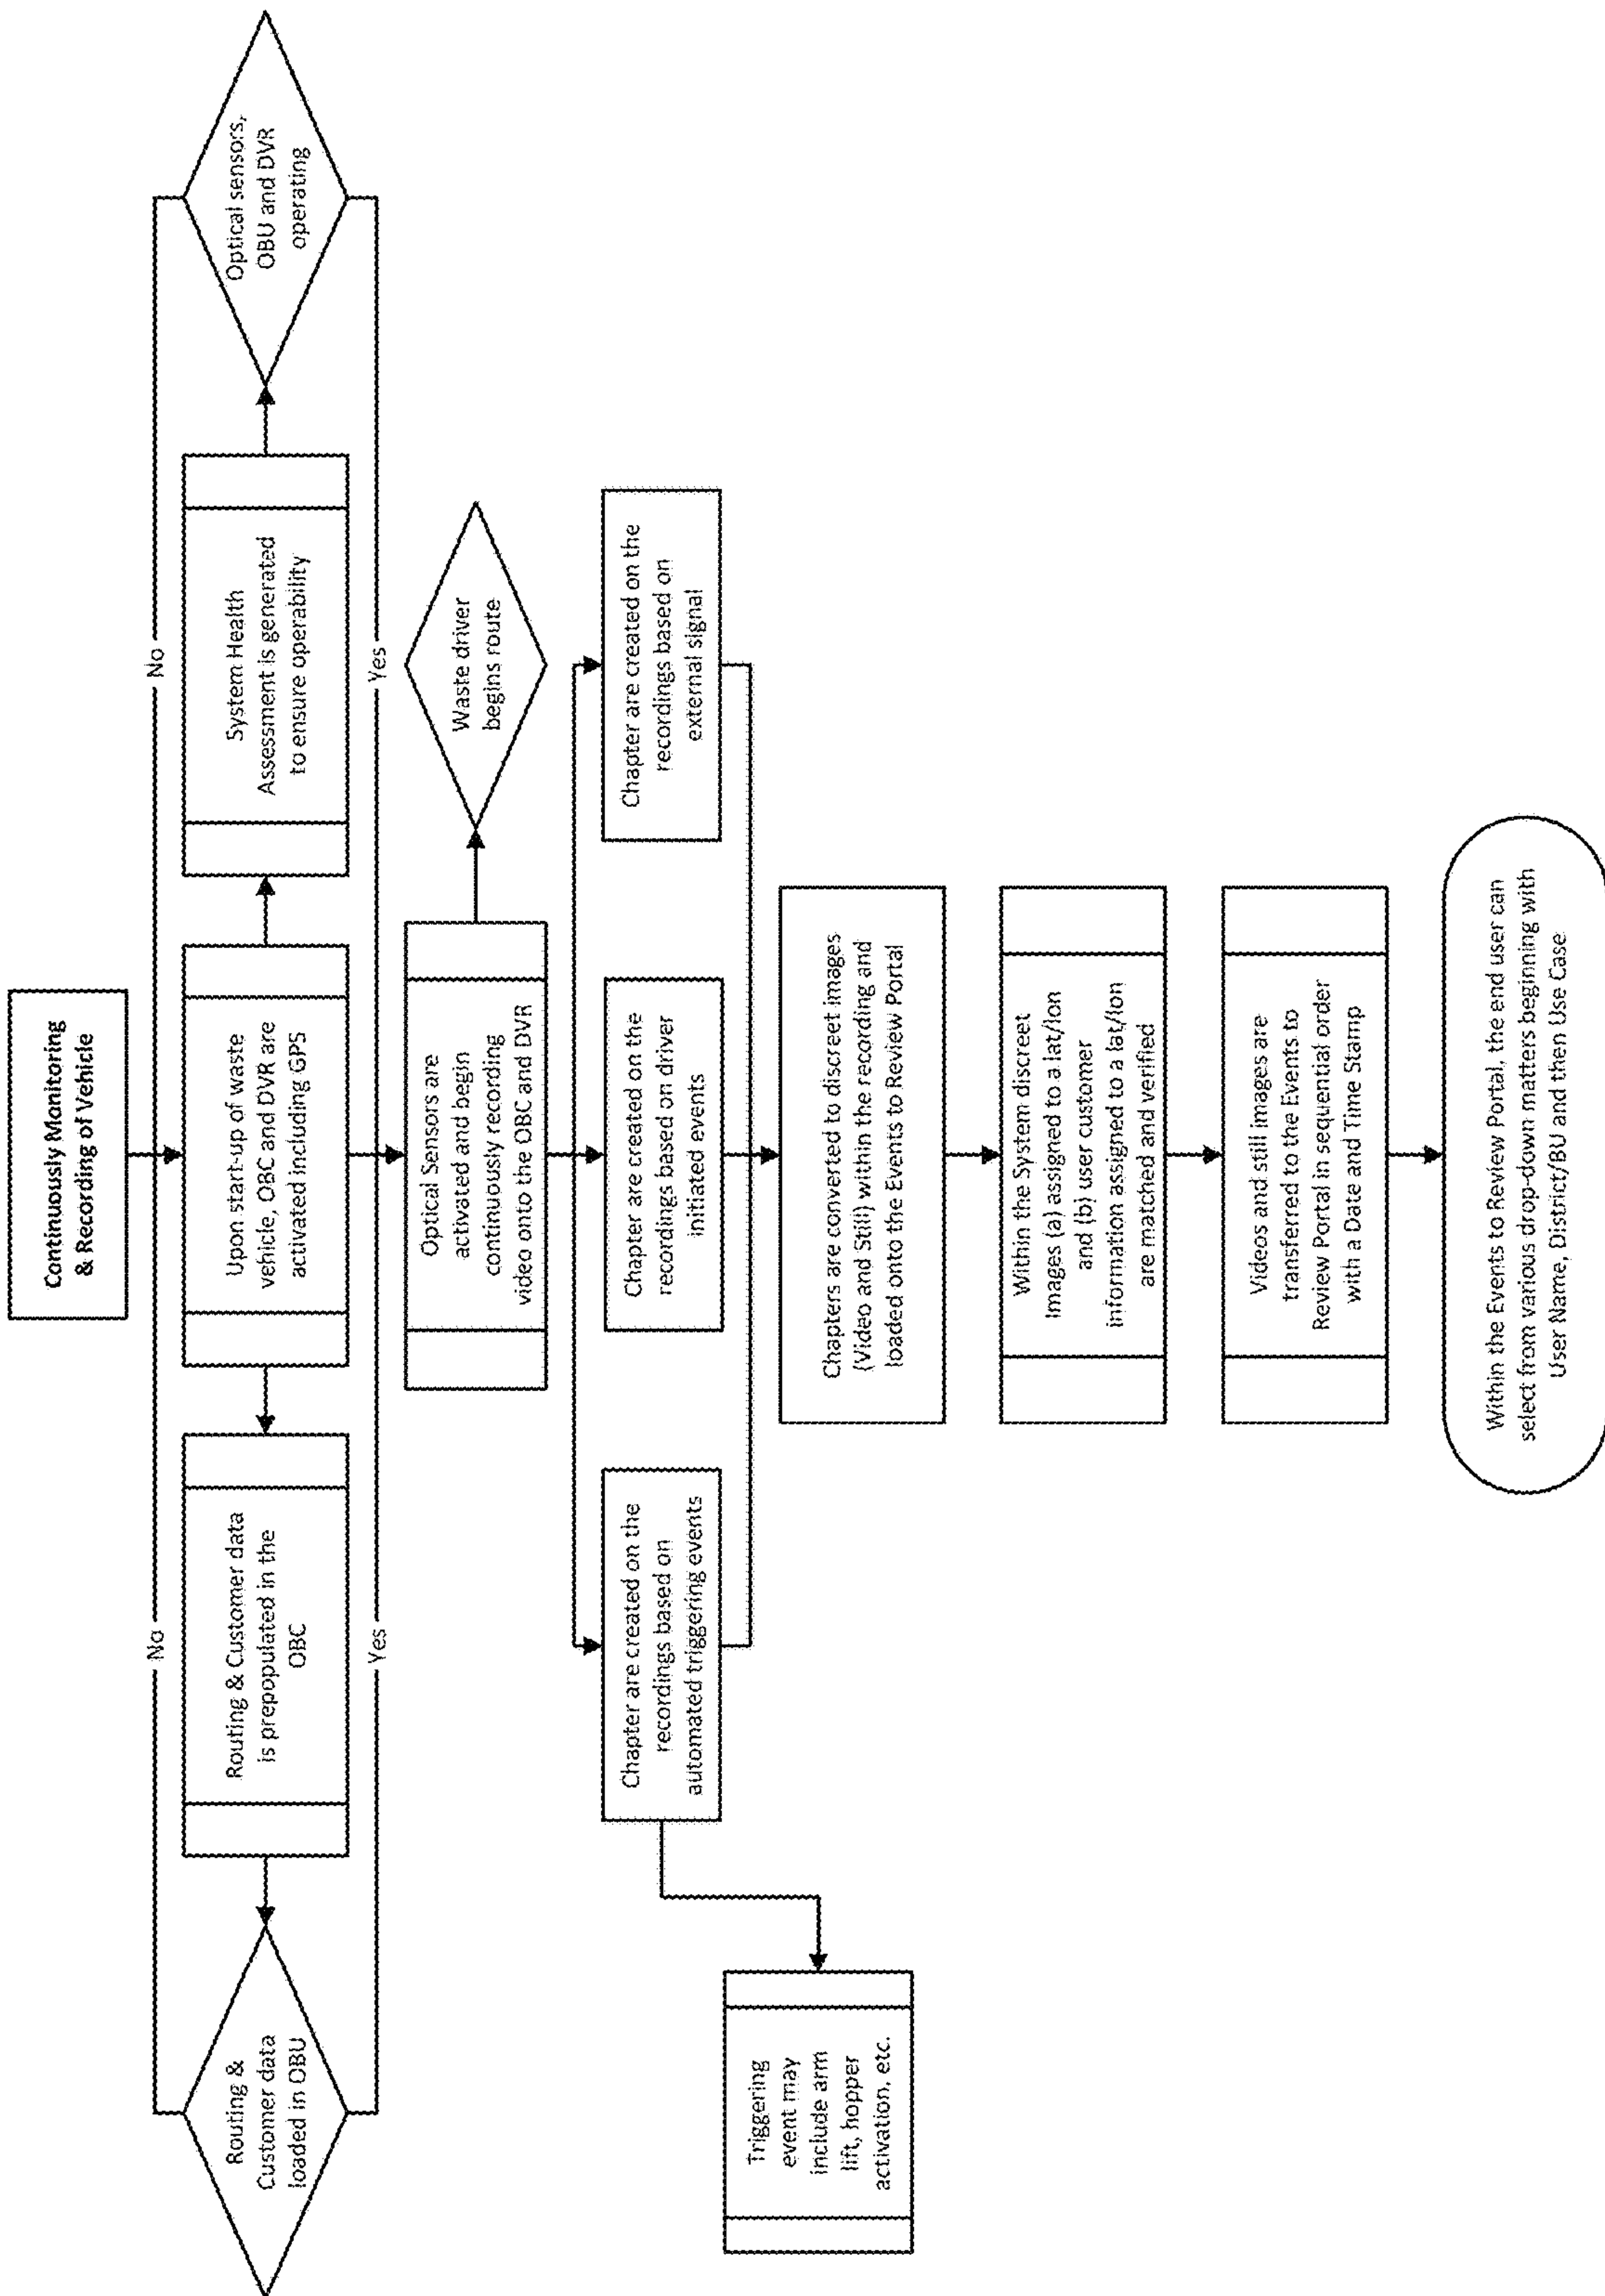 Continuously Monitoring
& Recording of Vehicle
No
No
Routing &
Customer data
loaded in OBU
Routing & Customer data
is prepopulated in the
OBC
Upon start-up of waste
vehicle, OBC and DVR are
activated including GPS
System Health
Assessment is generated
to ensure operability
Optical sensors,
OBU and DVR
operating
Yes
Yes
Optical Sensors are
activated and begin
continuously recording
video onto the OBC and DVR
Waste driver
begins route
Chapter are created on the
recordings based on
automated triggering events
Chapter are created on the
recordings based on driver
initiated events
Chapter are created on the
recordings based on
external signal
Triggering
event may
include arm
lift, hopper
activation, etc.
Chapters are converted to discreet images
(Video and Still) within the recording and
loaded onto the Events to Review Portal
Within the System discreet
Images (a) assigned to a lat/lon
and (b) user customer
information assigned to a lat/lon
are matched and verified
Videos and still images are
transferred to the Events to
Review Portal in sequential order
with a Date and Time Stamp
Within the Events to Review Portal, the end user can
select from various drop-down matters beginning with
User Name, District/BU and then Use Case